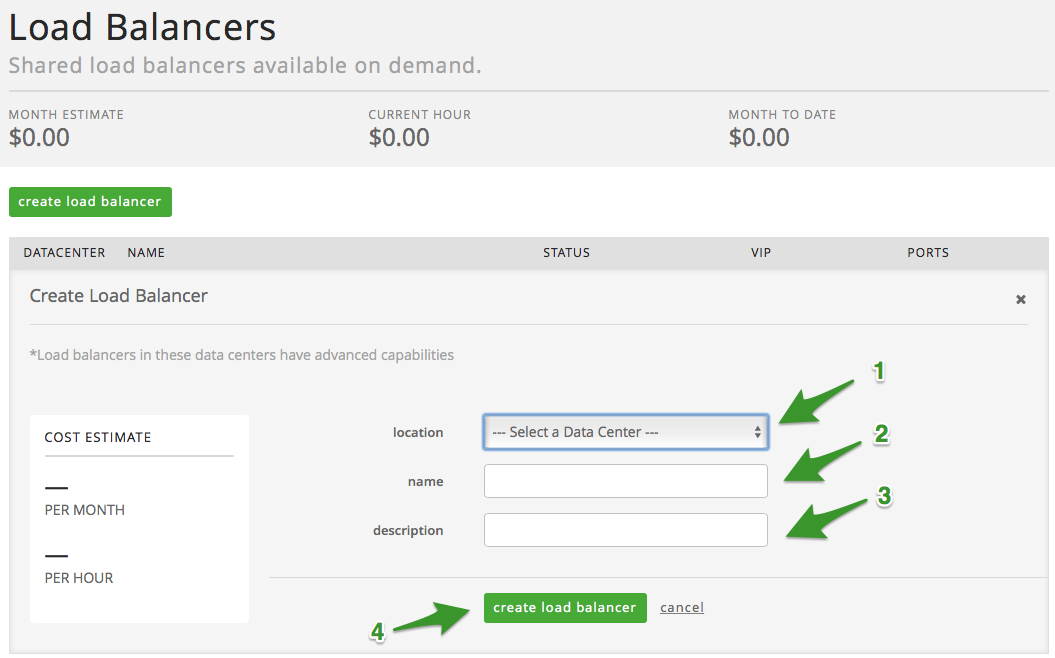 Load Balancers
Shared load balancers available on demand.
MONTH ESTIMATE CURRENT HOUR MONTH TO DATE
$0.00 $0.00 $0.00
create load balancer
DATACENTER NAME STATUS VIP PORTS
Create Load Balancer ×
*Load balancers in these data centers have advanced capabilities
1
location --- Select a Data Center ---
COST ESTIMATE
2
name
3
PER MONTH
description
PER HOUR
create load balancer cancel
4